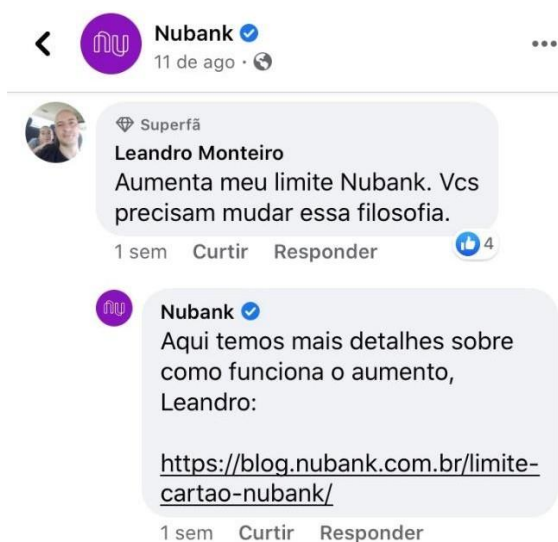 Nubank
11 de ago ·
Superfã
Leandro Monteiro
Aumenta meu limite Nubank. Vcs
precisam mudar essa filosofia.
1 sem Curtir Responder 4
nu
Nubank
Aqui temos mais detalhes sobre
como funciona o aumento,
Leandro:
https://blog.nubank.com.br/limite-
cartao-nubank/
1 sem Curtir Responder